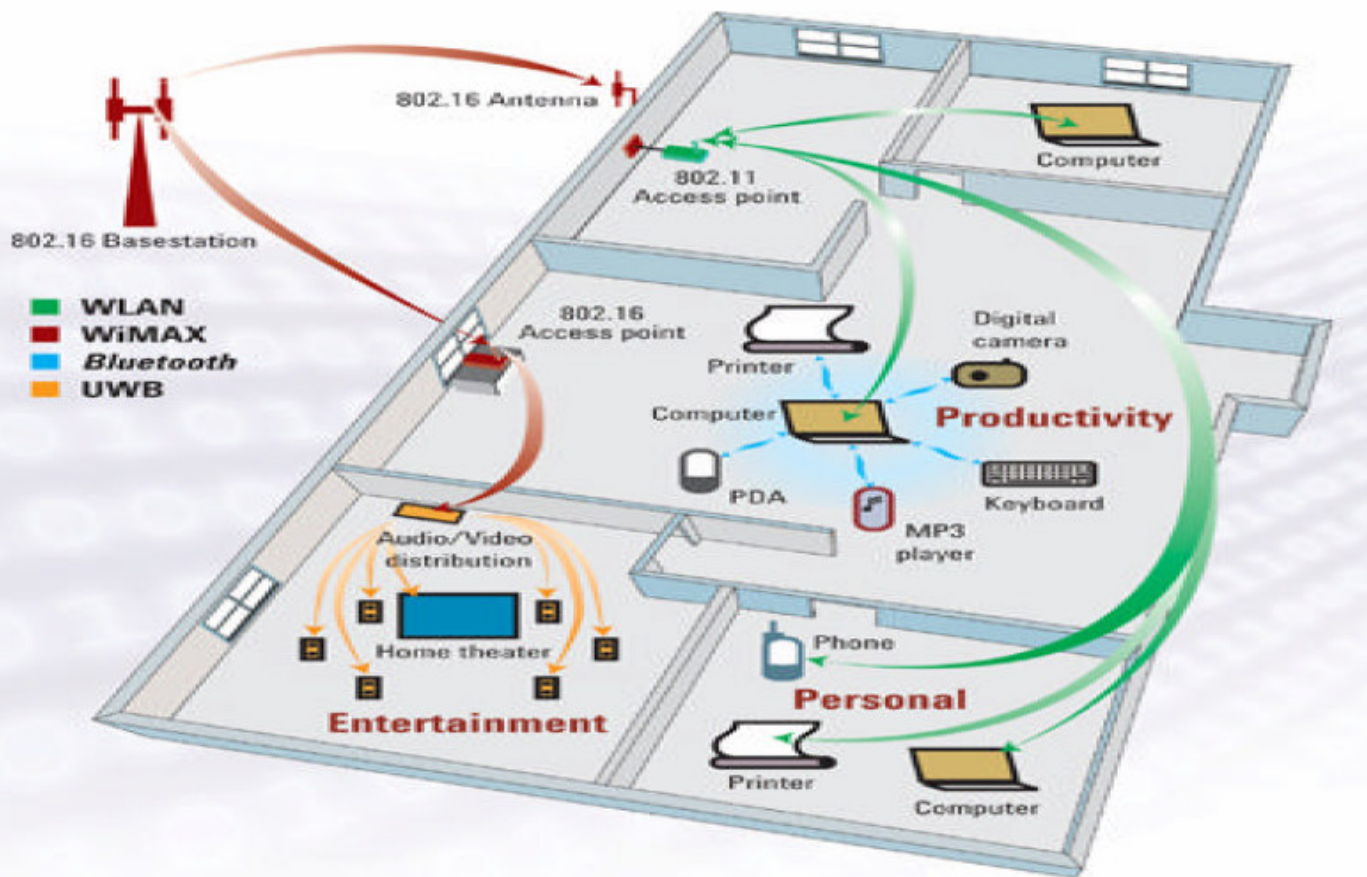 802.16 Antenna
802.11
Access point
Computer
802.16 Basestation
WLAN
WiMAX
Bluetooth
UWB
802.16
Access point
Printer
Digital
camera
Computer
Productivity
PDA
MP3
player
Keyboard
Audio/Video
distribution
Home theater
Entertainment
Phone
Personal
Printer
Computer